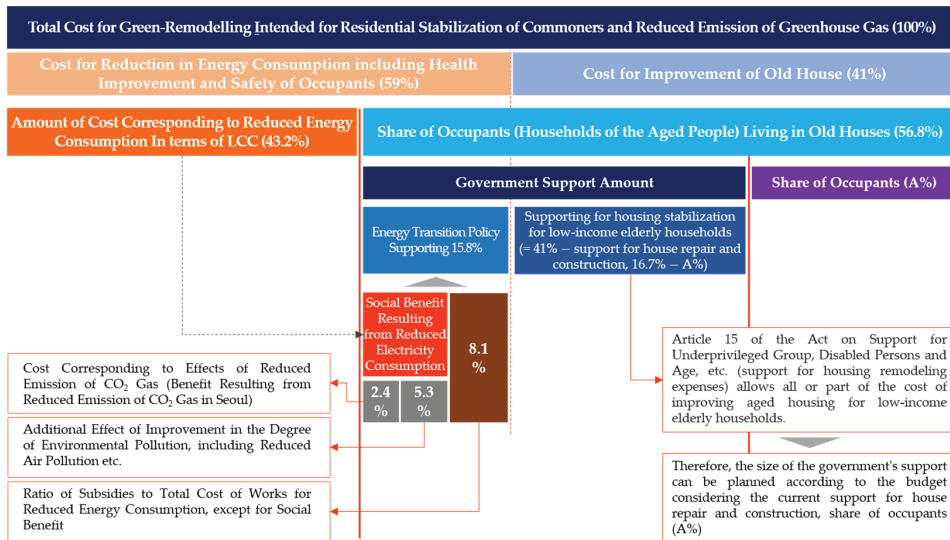 Total Cost for Green-Remodelling Intended for Residential Stabilization of Commoners and Reduced Emission of Greenhouse Gas (100%)
Cost for Reduction in Energy Consumption including Health
Improvement and Safety of Occupants (59%)
Cost for Improvement of Old House (41%)
Amount of Cost Corresponding to Reduced Energy
Consumption In terms of LCC (43.2%)
Share of Occupants (Households of the Aged People) Living in Old Houses (56.8%)
Government Support Amount
Share of Occupants (A%)
Energy Transition Policy
Supporting 15.8%
Supporting for housing stabilization
for low-income elderly households
(= 41% − support for house repair and
construction, 16.7% − A%)
Social Benefit
Resulting
from Reduced
Electricity
Consumption
8.1
%
2.4
%
5.3
%
Cost Corresponding to Effects of Reduced
Emission of CO₂ Gas (Benefit Resulting from
Reduced Emission of CO₂ Gas in Seoul)
Additional Effect of Improvement in the Degree
of Environmental Pollution, including Reduced
Air Pollution etc.
Ratio of Subsidies to Total Cost of Works for
Reduced Energy Consumption, except for Social
Benefit
Article 15 of the Act on Support for
Underprivileged Group, Disabled Persons and
Age, etc. (support for housing remodeling
expenses) allows all or part of the cost of
improving aged housing for low-income
elderly households.
Therefore, the size of the government's support
can be planned according to the budget
considering the current support for house
repair and construction, share of occupants
(A%)